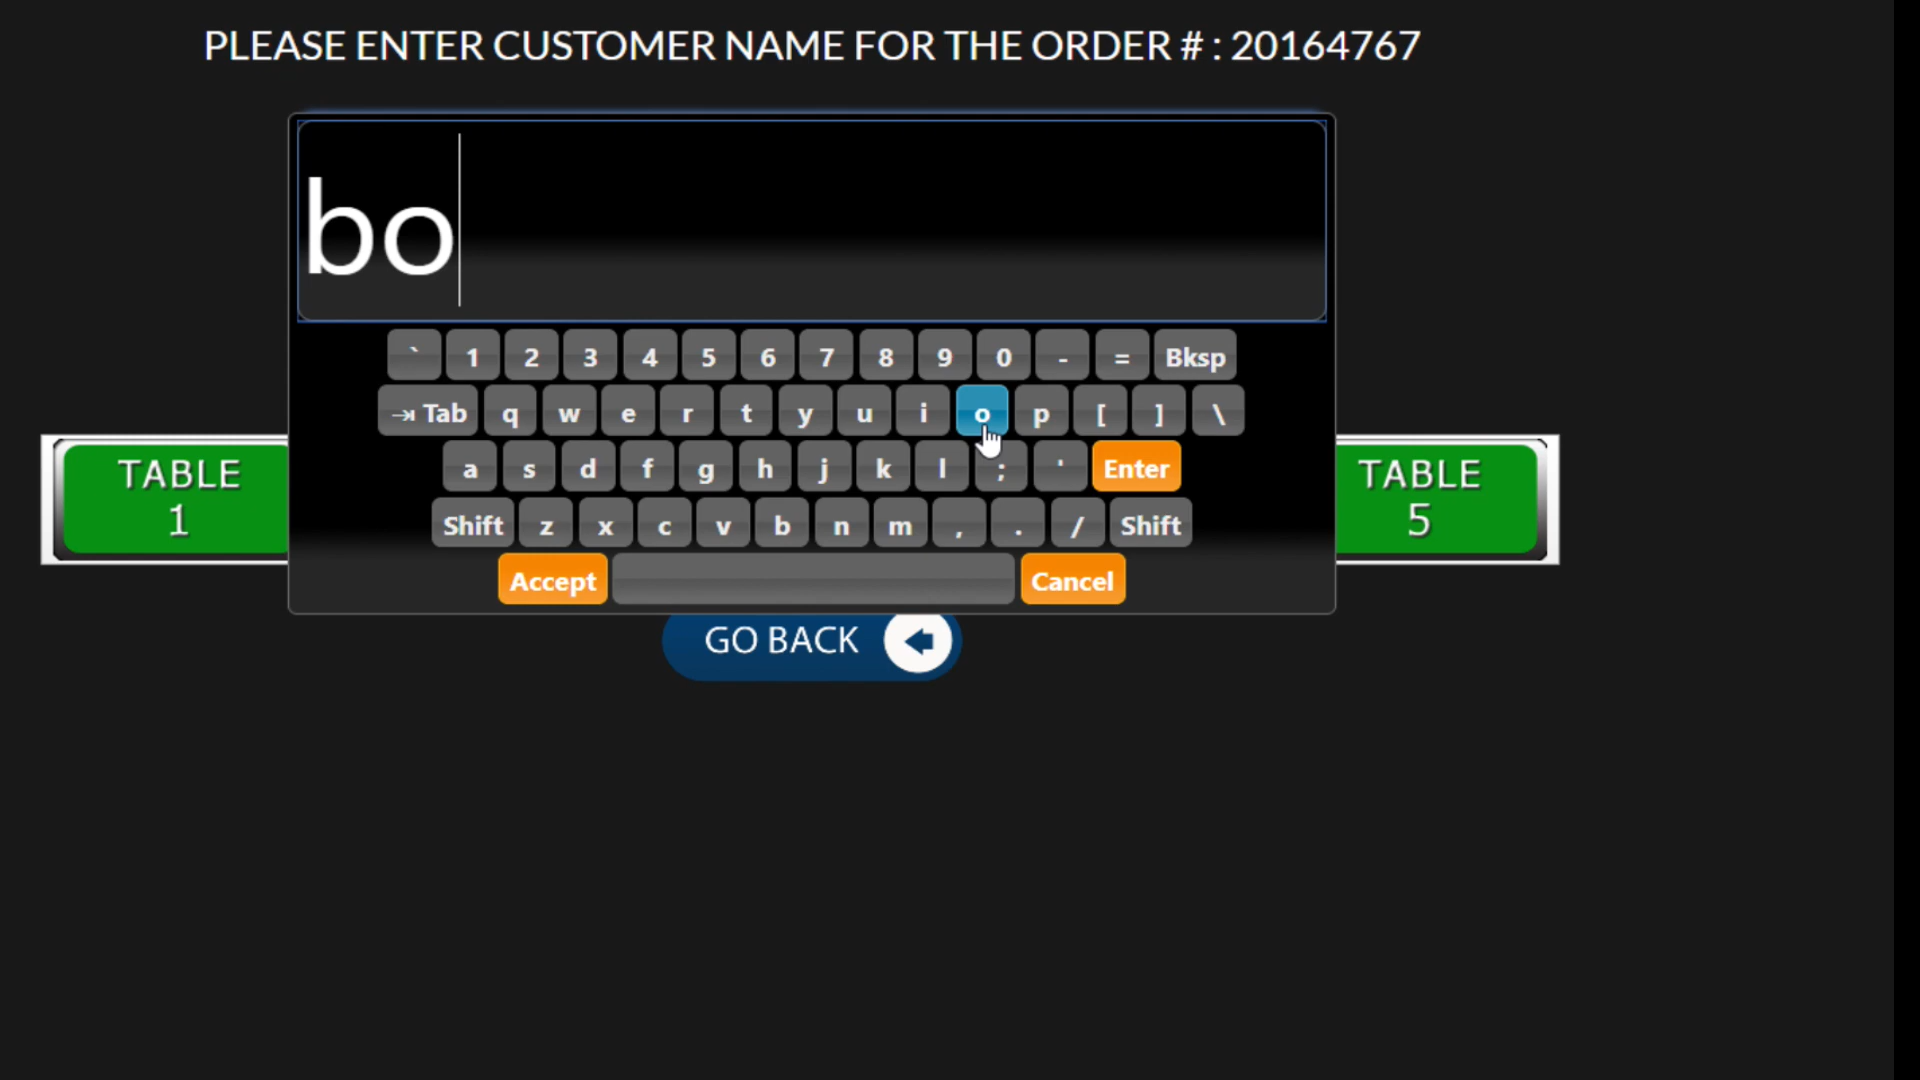 PLEASE ENTER CUSTOMER NAME FOR THE ORDER # : 20164767
bo
` 1 2 3 4 5 6 7 8 9 0 - = Bksp
⇥ Tab q w e r t y u i o p [ ] \
a s d f g h j k l ; ' Enter
Shift z x c v b n m , . / Shift
Accept Cancel
TABLE
1
TABLE
5
GO BACK